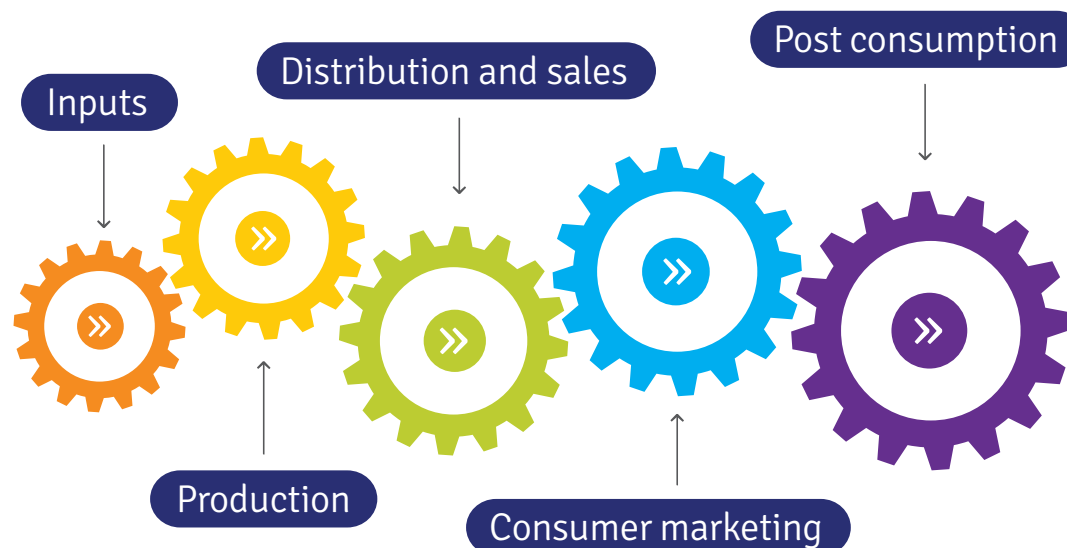 Inputs
Production
Distribution and sales
Consumer marketing
Post consumption